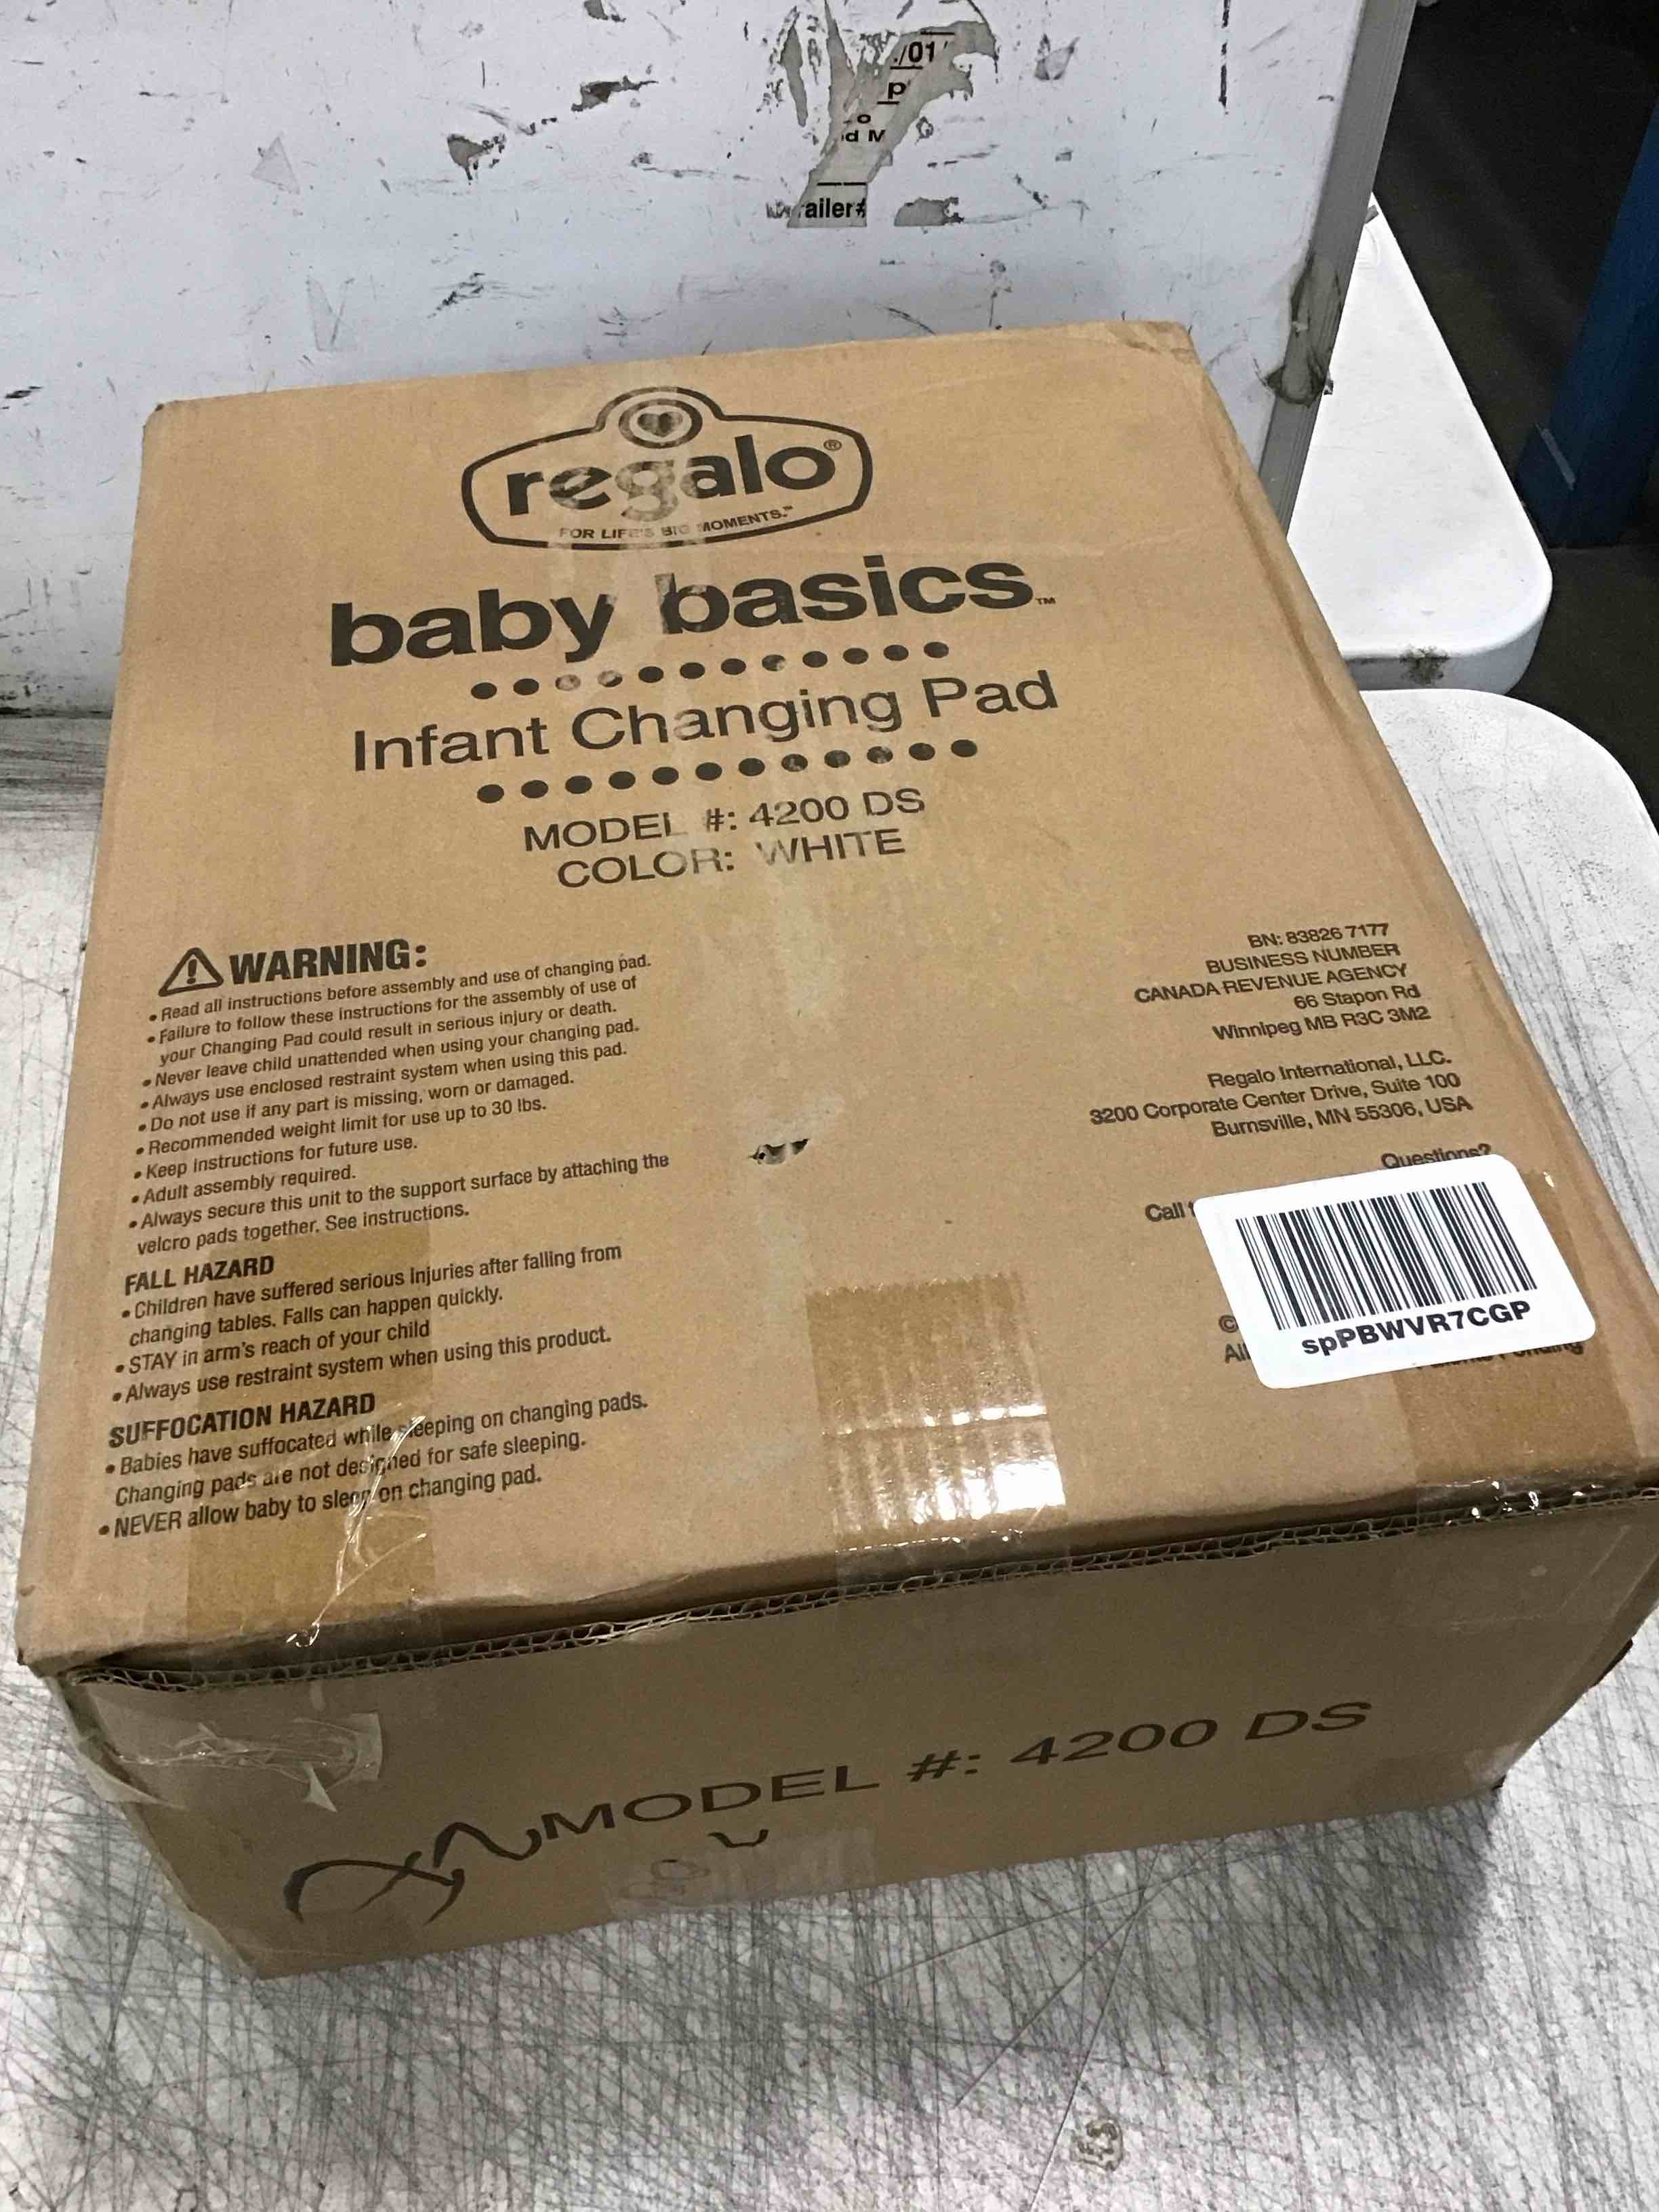 /01
p
d M
ailer#
regalo®
FOR LIFE'S BIG MOMENTS.™
baby basics™
Infant Changing Pad
MODEL #: 4200 DS
COLOR: WHITE
WARNING:
• Read all instructions before assembly and use of changing pad.
• Failure to follow these instructions for the assembly of use of
your Changing Pad could result in serious injury or death.
• Never leave child unattended when using your changing pad.
• Always use enclosed restraint system when using this pad.
• Do not use if any part is missing, worn or damaged.
• Recommended weight limit for use up to 30 lbs.
• Keep instructions for future use.
• Adult assembly required.
• Always secure this unit to the support surface by attaching the
velcro pads together. See instructions.
FALL HAZARD
• Children have suffered serious injuries after falling from
changing tables. Falls can happen quickly.
• STAY in arm's reach of your child
• Always use restraint system when using this product.
SUFFOCATION HAZARD
• Babies have suffocated while sleeping on changing pads.
Changing pads are not designed for safe sleeping.
• NEVER allow baby to sleep on changing pad.
BN: 83826 7177
BUSINESS NUMBER
CANADA REVENUE AGENCY
66 Stapon Rd
Winnipeg MB R3C 3M2
Regalo International, LLC.
3200 Corporate Center Drive, Suite 100
Burnsville, MN 55306, USA
Questions?
Call
©
All
Pending
spPBWVR7CGP
MODEL #: 4200 DS